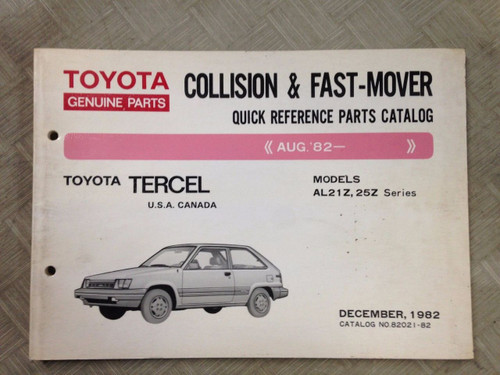 TOYOTA
GENUINE PARTS
COLLISION & FAST-MOVER
QUICK REFERENCE PARTS CATALOG
《 AUG.'82— 》
TOYOTA TERCEL
U.S.A. CANADA
MODELS
AL21Z, 25Z Series
DECEMBER, 1982
CATALOG NO.82021-82